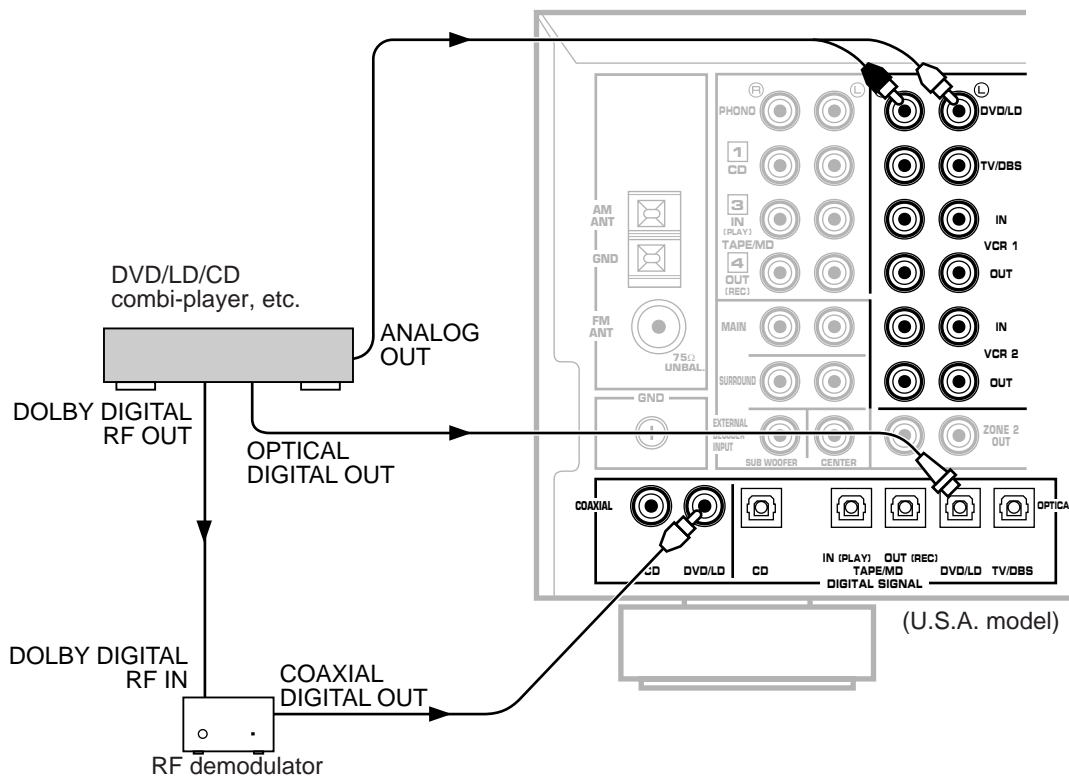 DVD/LD/CD
combi-player, etc.
ANALOG
OUT
DOLBY DIGITAL
RF OUT
OPTICAL
DIGITAL OUT
DOLBY DIGITAL
RF IN
COAXIAL
DIGITAL OUT
RF demodulator
AM
ANT
GND
FM
ANT
75Ω
UNBAL.
GND
R
L
PHONO
1
CD
3
IN
(PLAY)
TAPE/MD
4
OUT
(REC)
MAIN
SURROUND
EXTERNAL
DECODER
INPUT
SUB WOOFER
CENTER
L
DVD/LD
TV/DBS
IN
VCR 1
OUT
IN
VCR 2
OUT
ZONE 2
OUT
COAXIAL
CD
DVD/LD
CD
IN (PLAY) OUT (REC)
TAPE/MD
DVD/LD
TV/DBS
DIGITAL SIGNAL
(U.S.A. model)